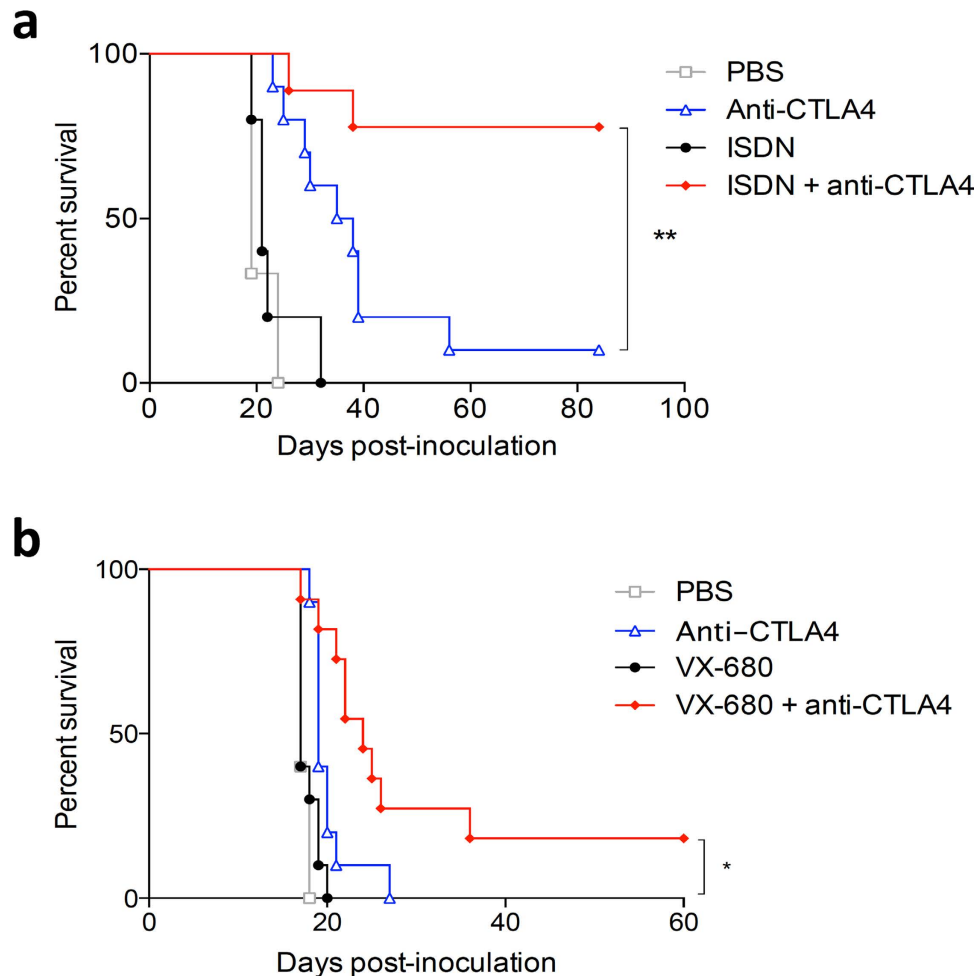 a
100
50
0
0
20
40
60
80
100
Percent survival
Days post-inoculation
PBS
Anti-CTLA4
ISDN
ISDN + anti-CTLA4
**
b
100
50
0
0
20
40
60
Percent survival
Days post-inoculation
PBS
Anti-CTLA4
VX-680
VX-680 + anti-CTLA4
*